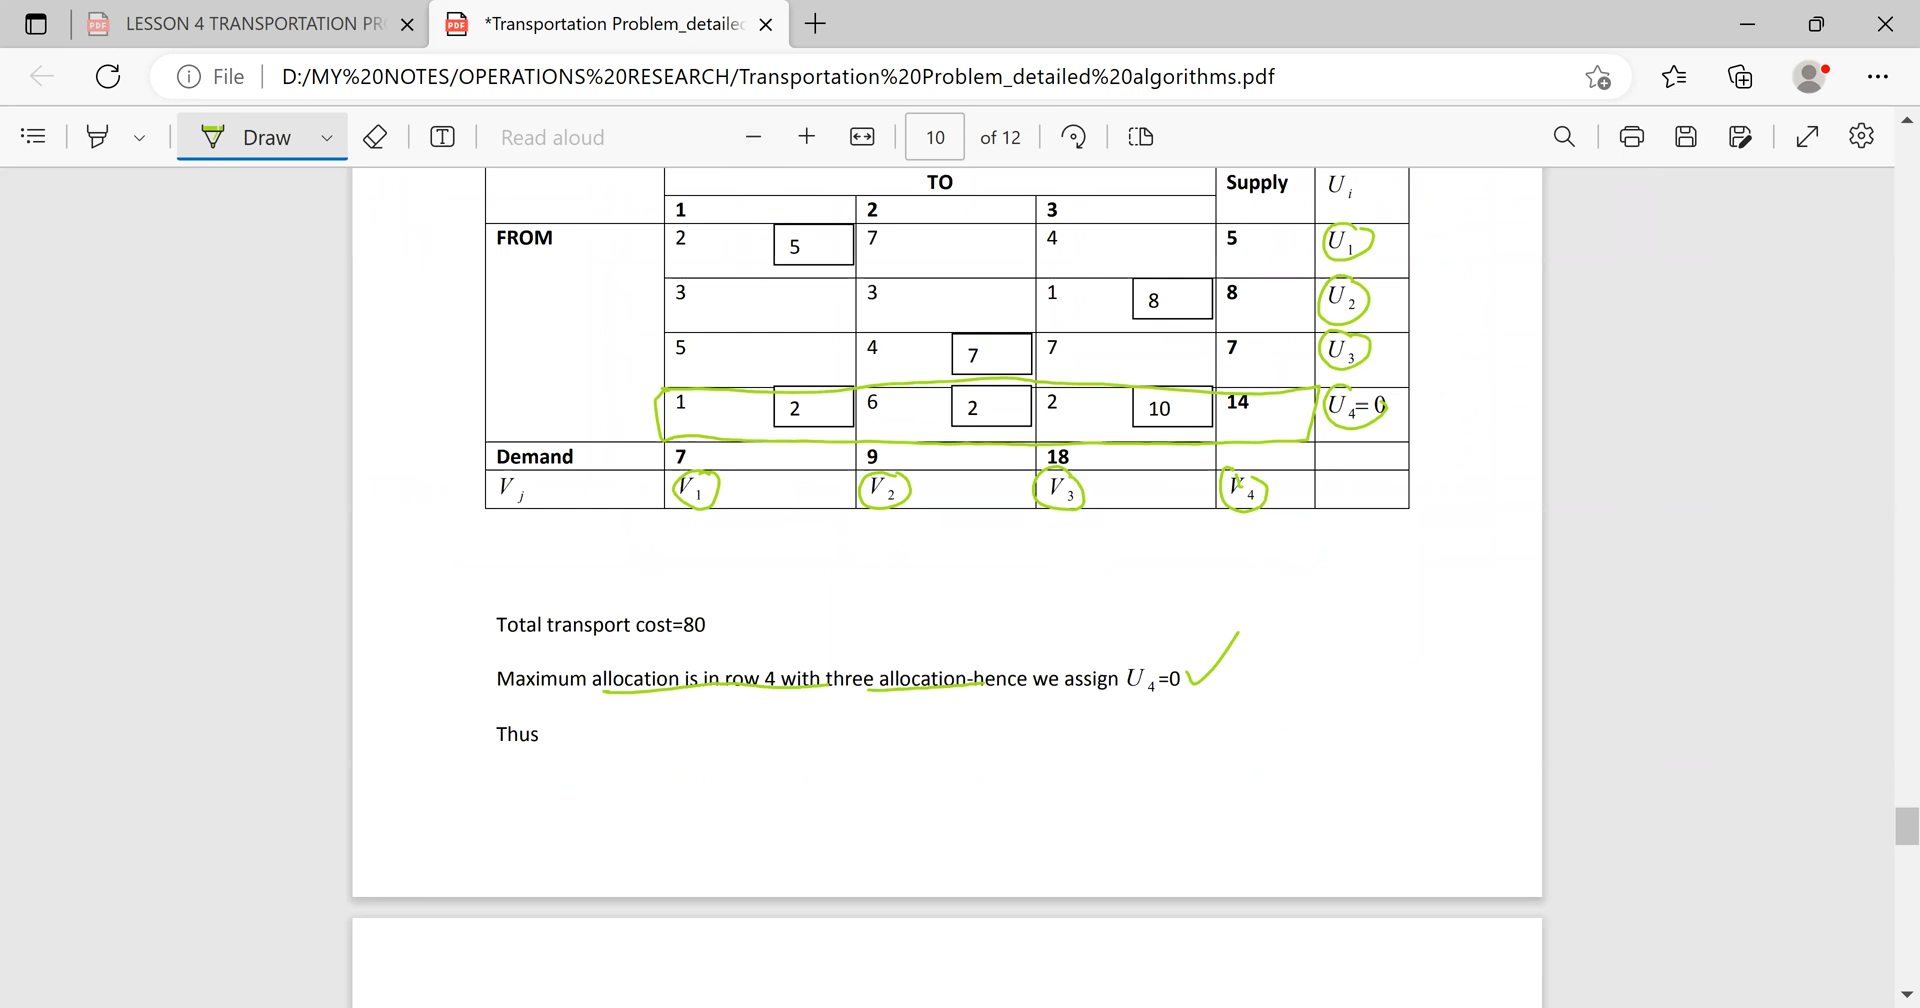 LESSON 4 TRANSPORTATION PR
*Transportation Problem_detailed
File D:/MY%20NOTES/OPERATIONS%20RESEARCH/Transportation%20Problem_detailed%20algorithms.pdf
Draw Read aloud 10 of 12
TO Supply U i
1 2 3
FROM 2 5 7 4 5 U 1
3 3 1 8 8 U 2
5 4 7 7 7 U 3
1 2 6 2 2 10 14 U 4 = 0
Demand 7 9 18
V j V 1 V 2 V 3 V 4
Total transport cost=80
Maximum allocation is in row 4 with three allocation-hence we assign U 4 =0
Thus